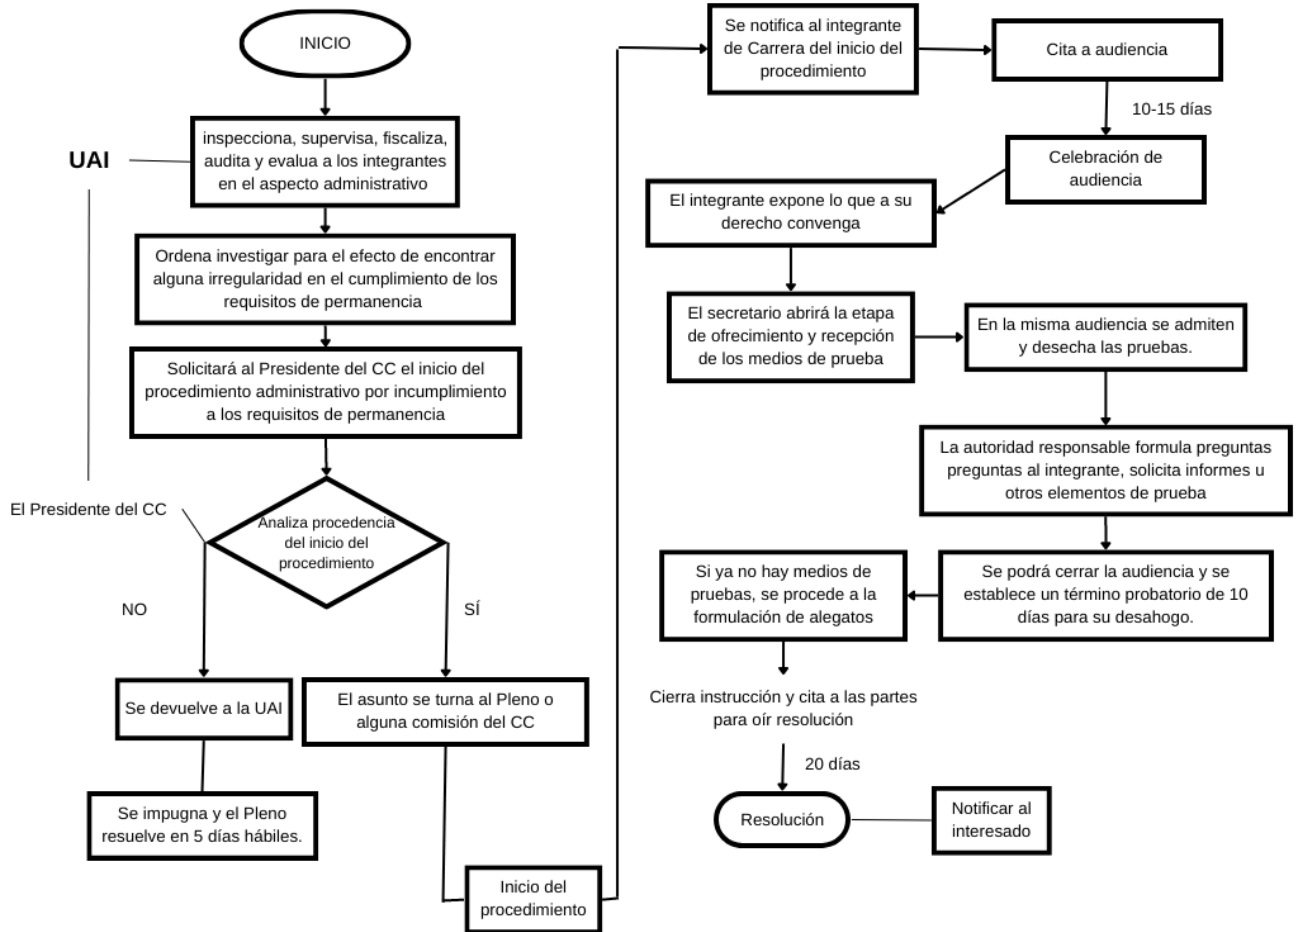 INICIO
UAI
inspecciona, supervisa, fiscaliza,
audita y evalua a los integrantes
en el aspecto administrativo
Ordena investigar para el efecto de encontrar
alguna irregularidad en el cumplimiento de los
requisitos de permanencia
Solicitará al Presidente del CC el inicio del
procedimiento administrativo por incumplimiento
a los requisitos de permanencia
El Presidente del CC
Analiza procedencia
del inicio del
procedimiento
NO
SÍ
Se devuelve a la UAI
El asunto se turna al Pleno o
alguna comisión del CC
Se impugna y el Pleno
resuelve en 5 días hábiles.
Inicio del
procedimiento
Se notifica al integrante
de Carrera del inicio del
procedimiento
Cita a audiencia
10-15 días
Celebración de
audiencia
El integrante expone lo que a su
derecho convenga
El secretario abrirá la etapa
de ofrecimiento y recepción
de los medios de prueba
En la misma audiencia se admiten
y desecha las pruebas.
La autoridad responsable formula preguntas
preguntas al integrante, solicita informes u
otros elementos de prueba
Se podrá cerrar la audiencia y se
establece un término probatorio de 10
días para su desahogo.
Si ya no hay medios de
pruebas, se procede a la
formulación de alegatos
Cierra instrucción y cita a las partes
para oír resolución
20 días
Resolución
Notificar al
interesado